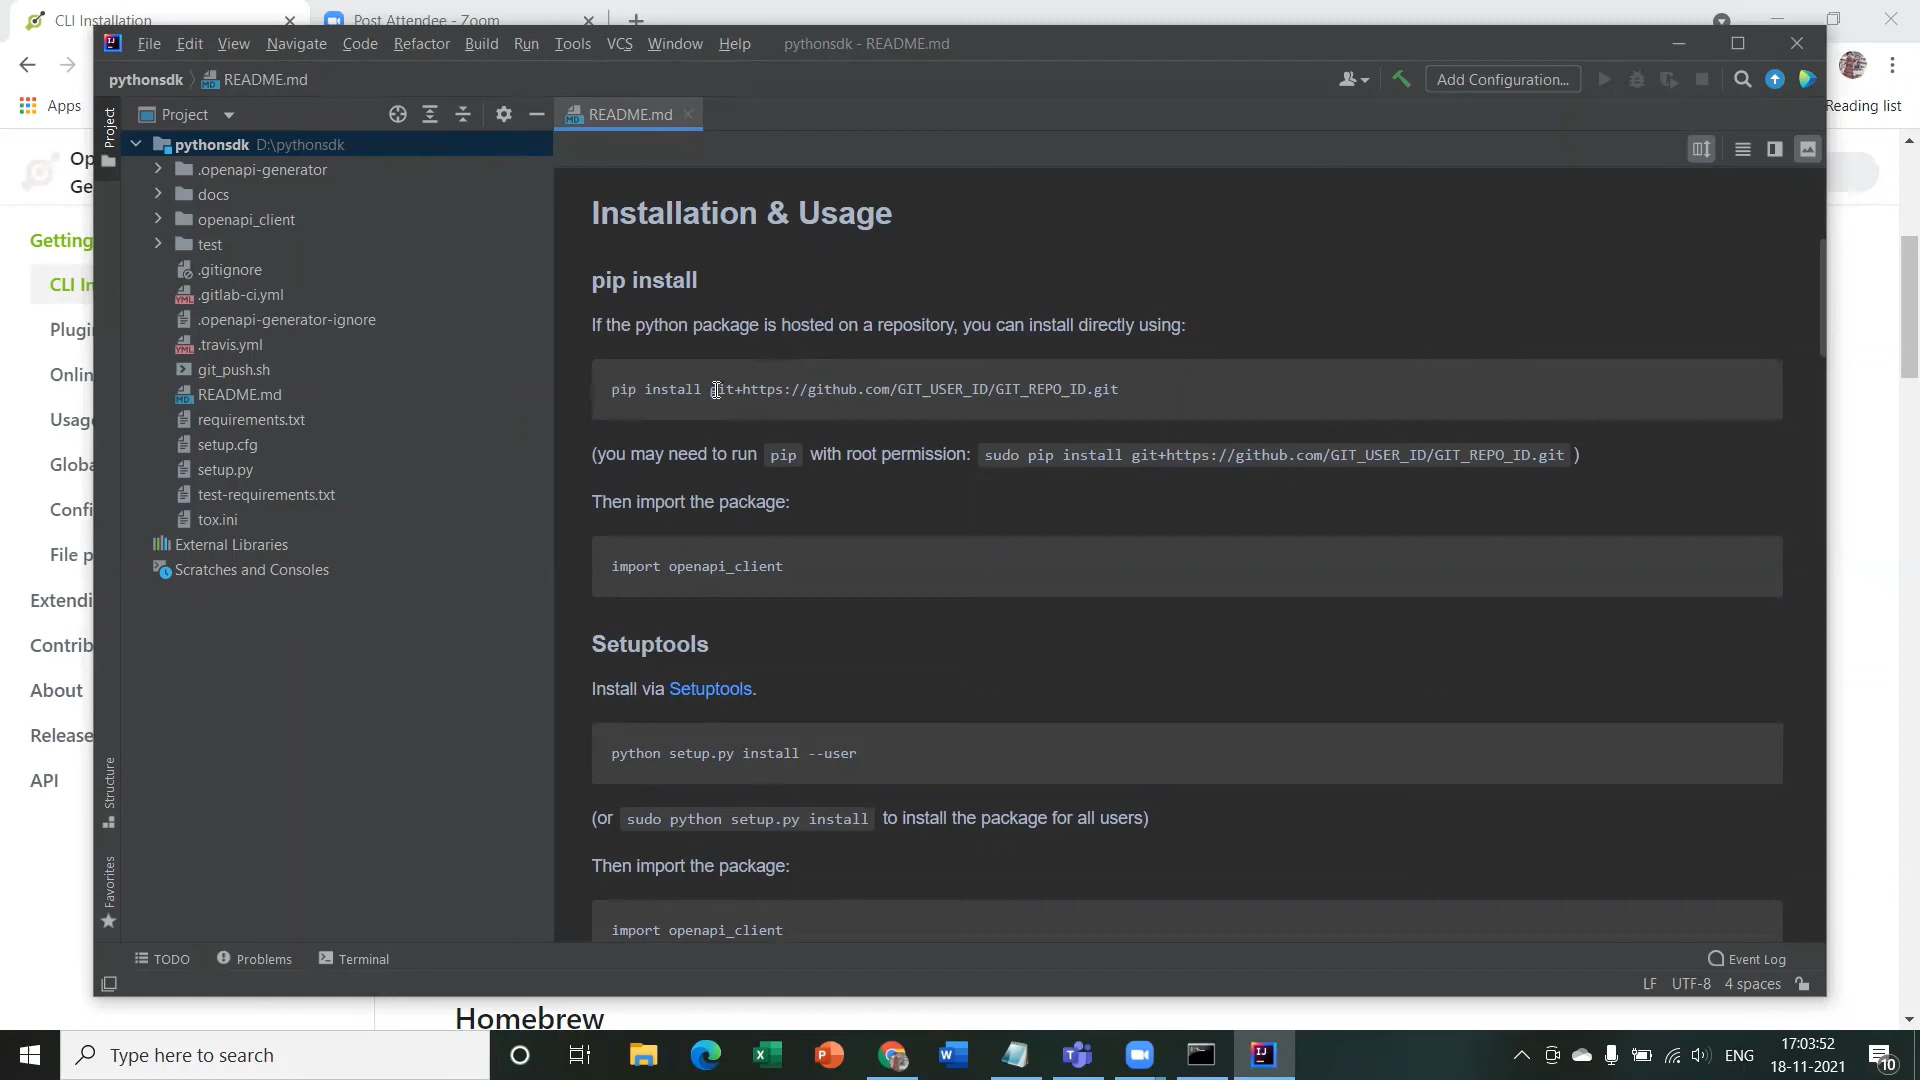 CLI Installation
Post Attendee - Zoom
File Edit View Navigate Code Refactor Build Run Tools VCS Window Help pythonsdk - README.md
pythonsdk README.md
Add Configuration...
Apps
Reading list
Project
Project
README.md
pythonsdk D:\pythonsdk
.openapi-generator
docs
openapi_client
test
.gitignore
.gitlab-ci.yml
.openapi-generator-ignore
.travis.yml
git_push.sh
README.md
requirements.txt
setup.cfg
setup.py
test-requirements.txt
tox.ini
External Libraries
Scratches and Consoles
Structure
Favorites
Op
Ge
Getting
CLI In
Plugi
Onlin
Usag
Globa
Confi
File p
Extendi
Contrib
About
Release
API
Installation & Usage
pip install
If the python package is hosted on a repository, you can install directly using:
pip install git+https://github.com/GIT_USER_ID/GIT_REPO_ID.git
(you may need to run pip with root permission: sudo pip install git+https://github.com/GIT_USER_ID/GIT_REPO_ID.git )
Then import the package:
import openapi_client
Setuptools
Install via Setuptools.
python setup.py install --user
(or sudo python setup.py install to install the package for all users)
Then import the package:
import openapi_client
TODO Problems Terminal Event Log
LF UTF-8 4 spaces
Homebrew
Type here to search
ENG
17:03:52
18-11-2021
10